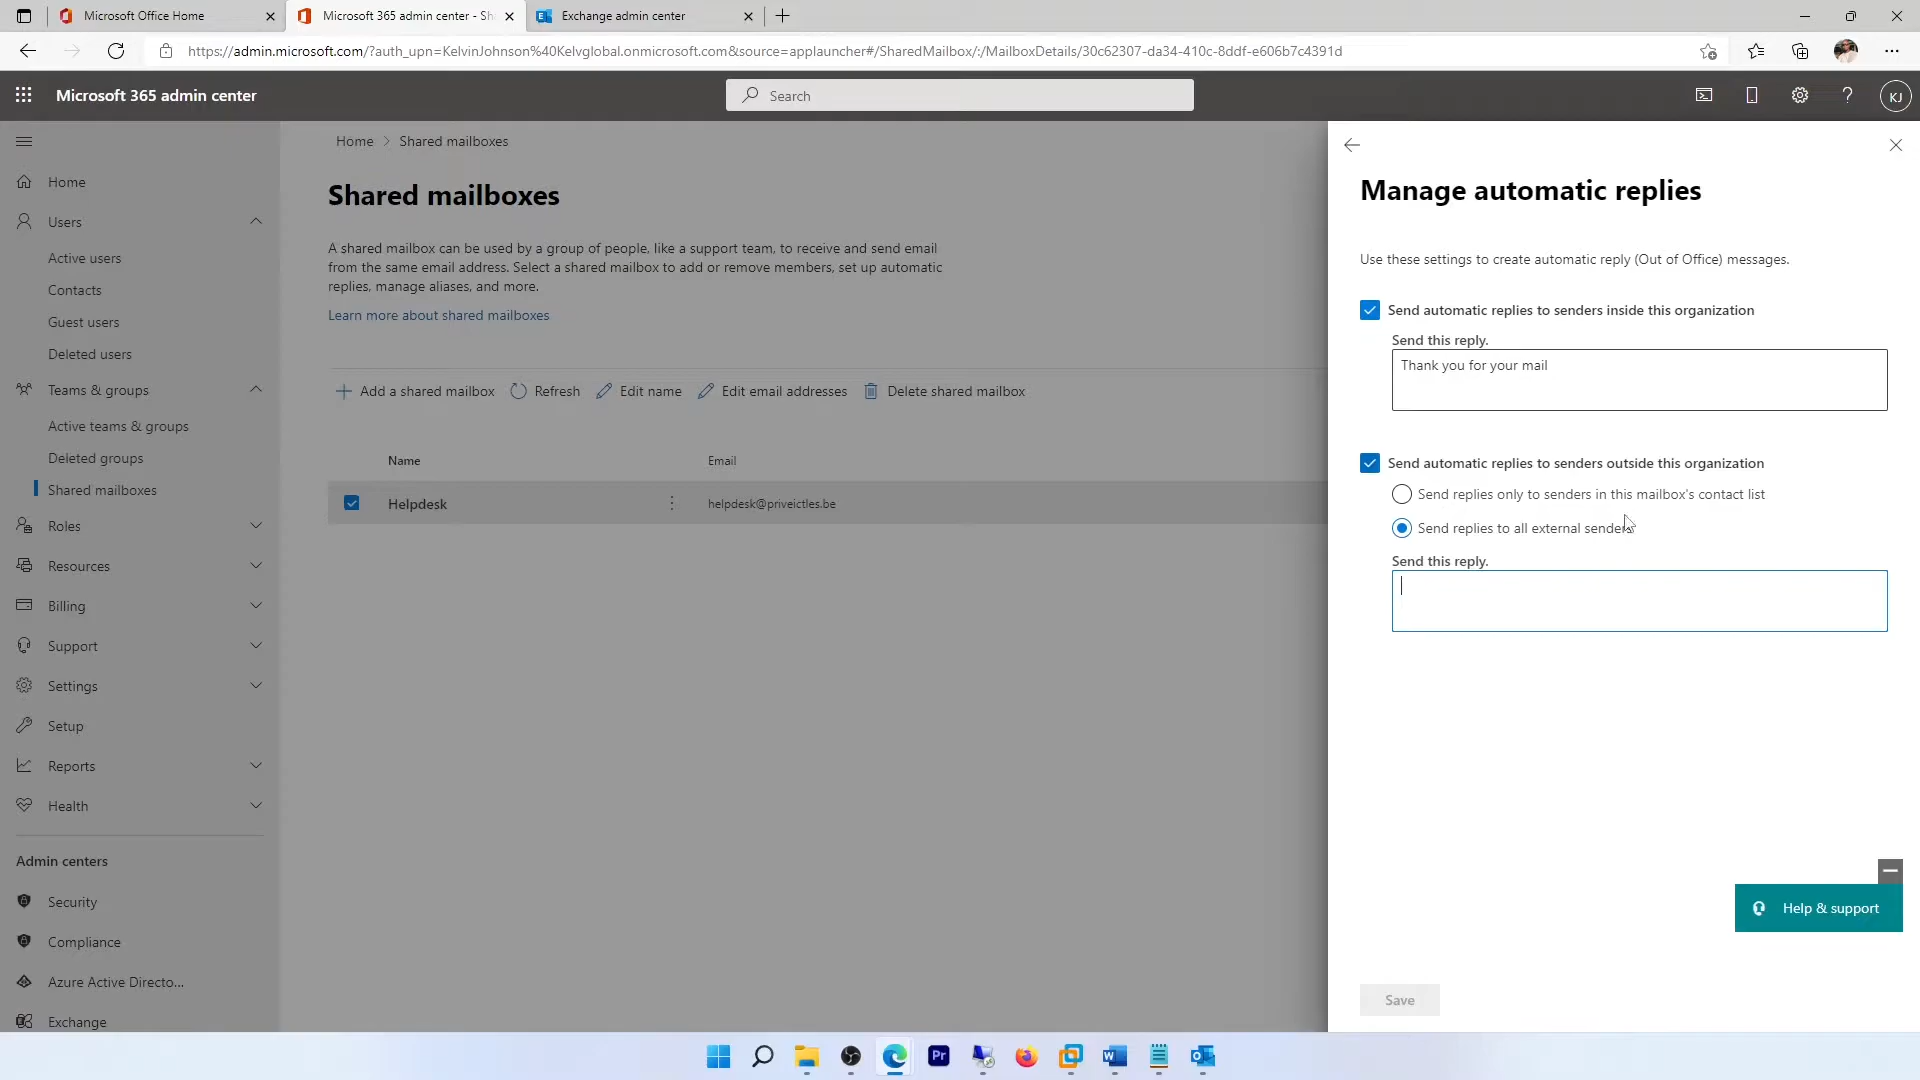 Microsoft Office Home
Microsoft 365 admin center - Sh
Exchange admin center
https://admin.microsoft.com/?auth_upn=KelvinJohnson%40Kelvglobal.onmicrosoft.com&source=applauncher#/SharedMailbox/:/MailboxDetails/30c62307-da34-410c-8ddf-e606b7c4391d
Microsoft 365 admin center
Search
KJ
Home
Users
Active users
Contacts
Guest users
Deleted users
Teams & groups
Active teams & groups
Deleted groups
Shared mailboxes
Roles
Resources
Billing
Support
Settings
Setup
Reports
Health
Admin centers
Security
Compliance
Azure Active Directo...
Exchange
Home > Shared mailboxes
Shared mailboxes
A shared mailbox can be used by a group of people, like a support team, to receive and send email
from the same email address. Select a shared mailbox to add or remove members, set up automatic
replies, manage aliases, and more.
Learn more about shared mailboxes
Add a shared mailbox Refresh Edit name Edit email addresses Delete shared mailbox
Name Email
Helpdesk helpdesk@priveictles.be
Manage automatic replies
Use these settings to create automatic reply (Out of Office) messages.
Send automatic replies to senders inside this organization
Send this reply.
Thank you for your mail
Send automatic replies to senders outside this organization
Send replies only to senders in this mailbox's contact list
Send replies to all external senders
Send this reply.
Help & support
Save
Pr